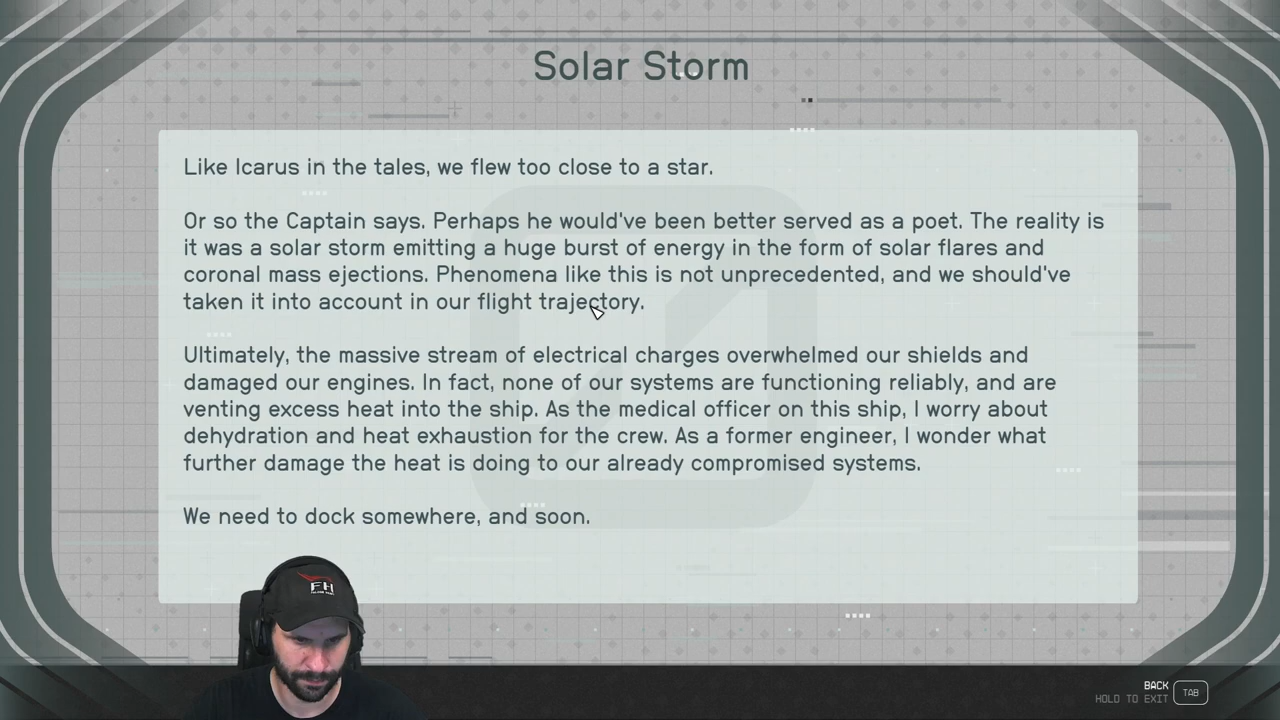 Solar Storm
Like Icarus in the tales, we flew too close to a star.
Or so the Captain says. Perhaps he would've been better served as a poet. The reality is
it was a solar storm emitting a huge burst of energy in the form of solar flares and
coronal mass ejections. Phenomena like this is not unprecedented, and we should've
taken it into account in our flight trajectory.
Ultimately, the massive stream of electrical charges overwhelmed our shields and
damaged our engines. In fact, none of our systems are functioning reliably, and are
venting excess heat into the ship. As the medical officer on this ship, I worry about
dehydration and heat exhaustion for the crew. As a former engineer, I wonder what
further damage the heat is doing to our already compromised systems.
We need to dock somewhere, and soon.
FH
BACK
HOLD TO EXIT
TAB